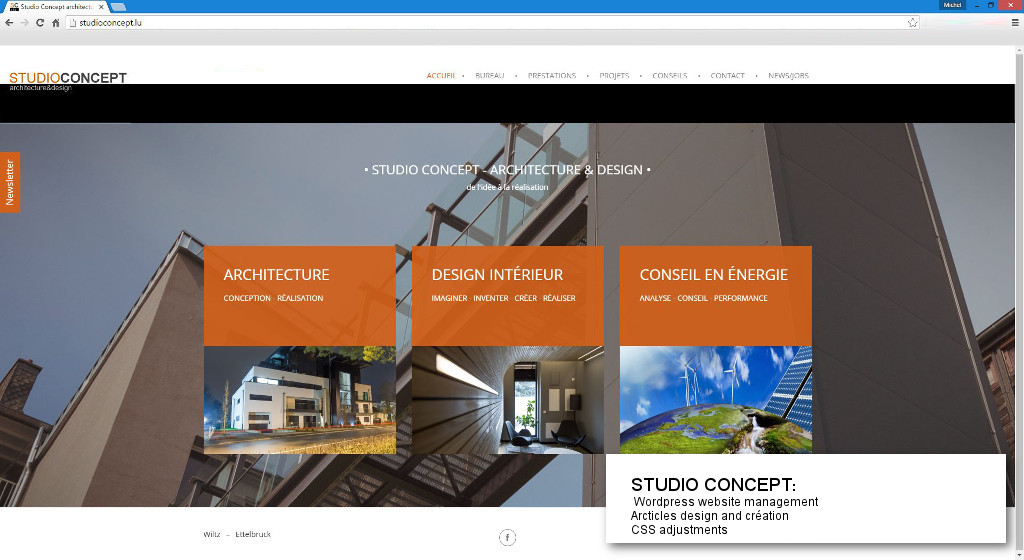 Studio Concept architect
Michel
studioconcept.lu
STUDIOCONCEPT
architecture&design
ACCUEIL • BUREAU • PRESTATIONS • PROJETS • CONSEILS • CONTACT • NEWS/JOBS
Newsletter
• STUDIO CONCEPT - ARCHITECTURE & DESIGN •
de l'idée à la réalisation
ARCHITECTURE
CONCEPTION · RÉALISATION
DESIGN INTÉRIEUR
IMAGINER · INVENTER · CRÉER · RÉALISER
CONSEIL EN ÉNERGIE
ANALYSE · CONSEIL · PERFORMANCE
Wiltz – Ettelbruck
f
STUDIO CONCEPT:
Wordpress website management
Arcticles design and création
CSS adjustments